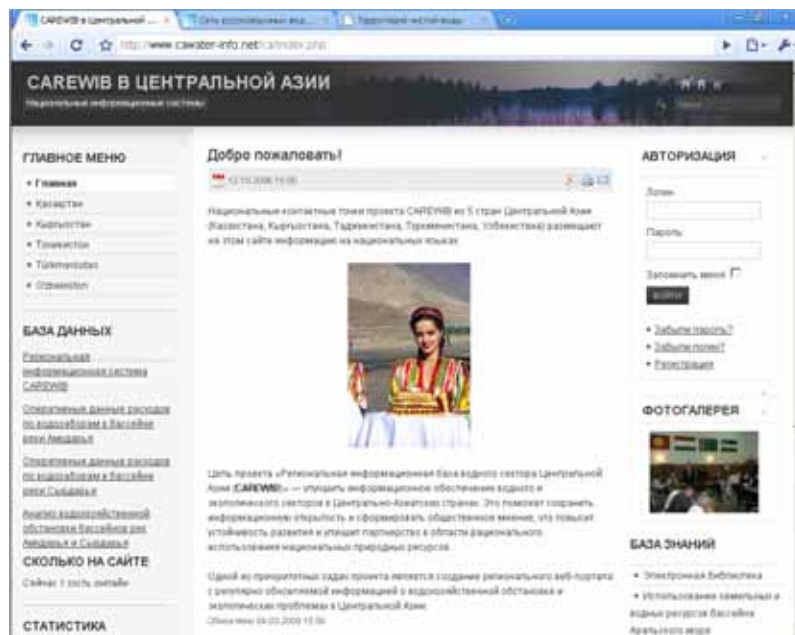 CAREWIB в Центральной ...
Территория чистой воды
http://www.cawater-info.net/ca/index.php
CAREWIB В ЦЕНТРАЛЬНОЙ АЗИИ
Национальные информационные системы
ГЛАВНОЕ МЕНЮ
Главная
Казақстан
Кыргызстан
Тоҷикистон
Türkmenistan
O'zbekiston
БАЗА ДАННЫХ
Региональная
информационная система
CAREWIB
Оперативные данные расходов
по водозаборам в бассейне
реки Амударья
Оперативные данные расходов
по водозаборам в бассейне
реки Сырдарья
Анализ водохозяйственной
обстановки бассейнов рек
Амударья и Сырдарья
СКОЛЬКО НА САЙТЕ
Сейчас 1 гость онлайн
СТАТИСТИКА
Добро пожаловать!
Национальные контактные точки проекта CAREWIB из 5 стран Центральной Азии
(Казахстана, Кыргызстана, Таджикистана, Туркменистана, Узбекистана) размещают
на этом сайте информацию на национальных языках.
Цель проекта «Региональная информационная база водного сектора Центральной
Азии (CAREWIB)» — улучшить информационное обеспечение водного и
экологического секторов в Центрально-Азиатских странах. Это поможет сохранить
информационную открытость и сформировать общественное мнение, что повысит
устойчивость развития и улучшит партнерство в области рационального
использования национальных природных ресурсов.
Одной из приоритетных задач проекта является создание регионального веб-портала
с регулярно обновляемой информацией о водохозяйственной обстановке и
экологических проблемах в Центральной Азии.
АВТОРИЗАЦИЯ
Логин
Пароль
Запомнить меня
ВОЙТИ
Забыли пароль?
Забыли логин?
Регистрация
ФОТОГАЛЕРЕЯ
БАЗА ЗНАНИЙ
Электронная библиотека
Использование земельных и
водных ресурсов бассейна
Аральского моря